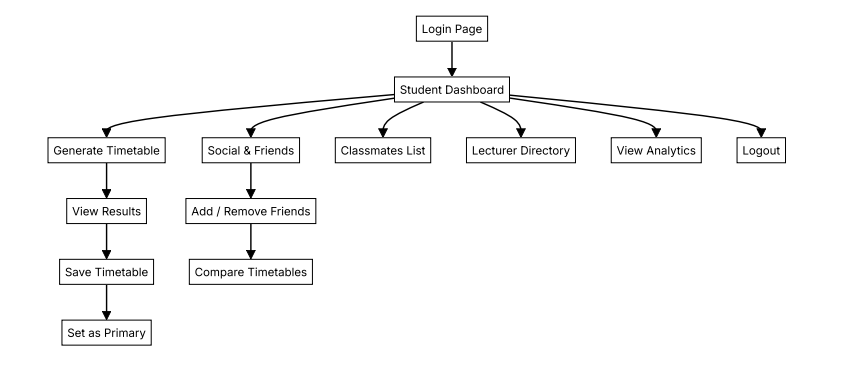 Login Page
Student Dashboard
Generate Timetable
Social & Friends
Classmates List
Lecturer Directory
View Analytics
Logout
View Results
Add / Remove Friends
Save Timetable
Compare Timetables
Set as Primary